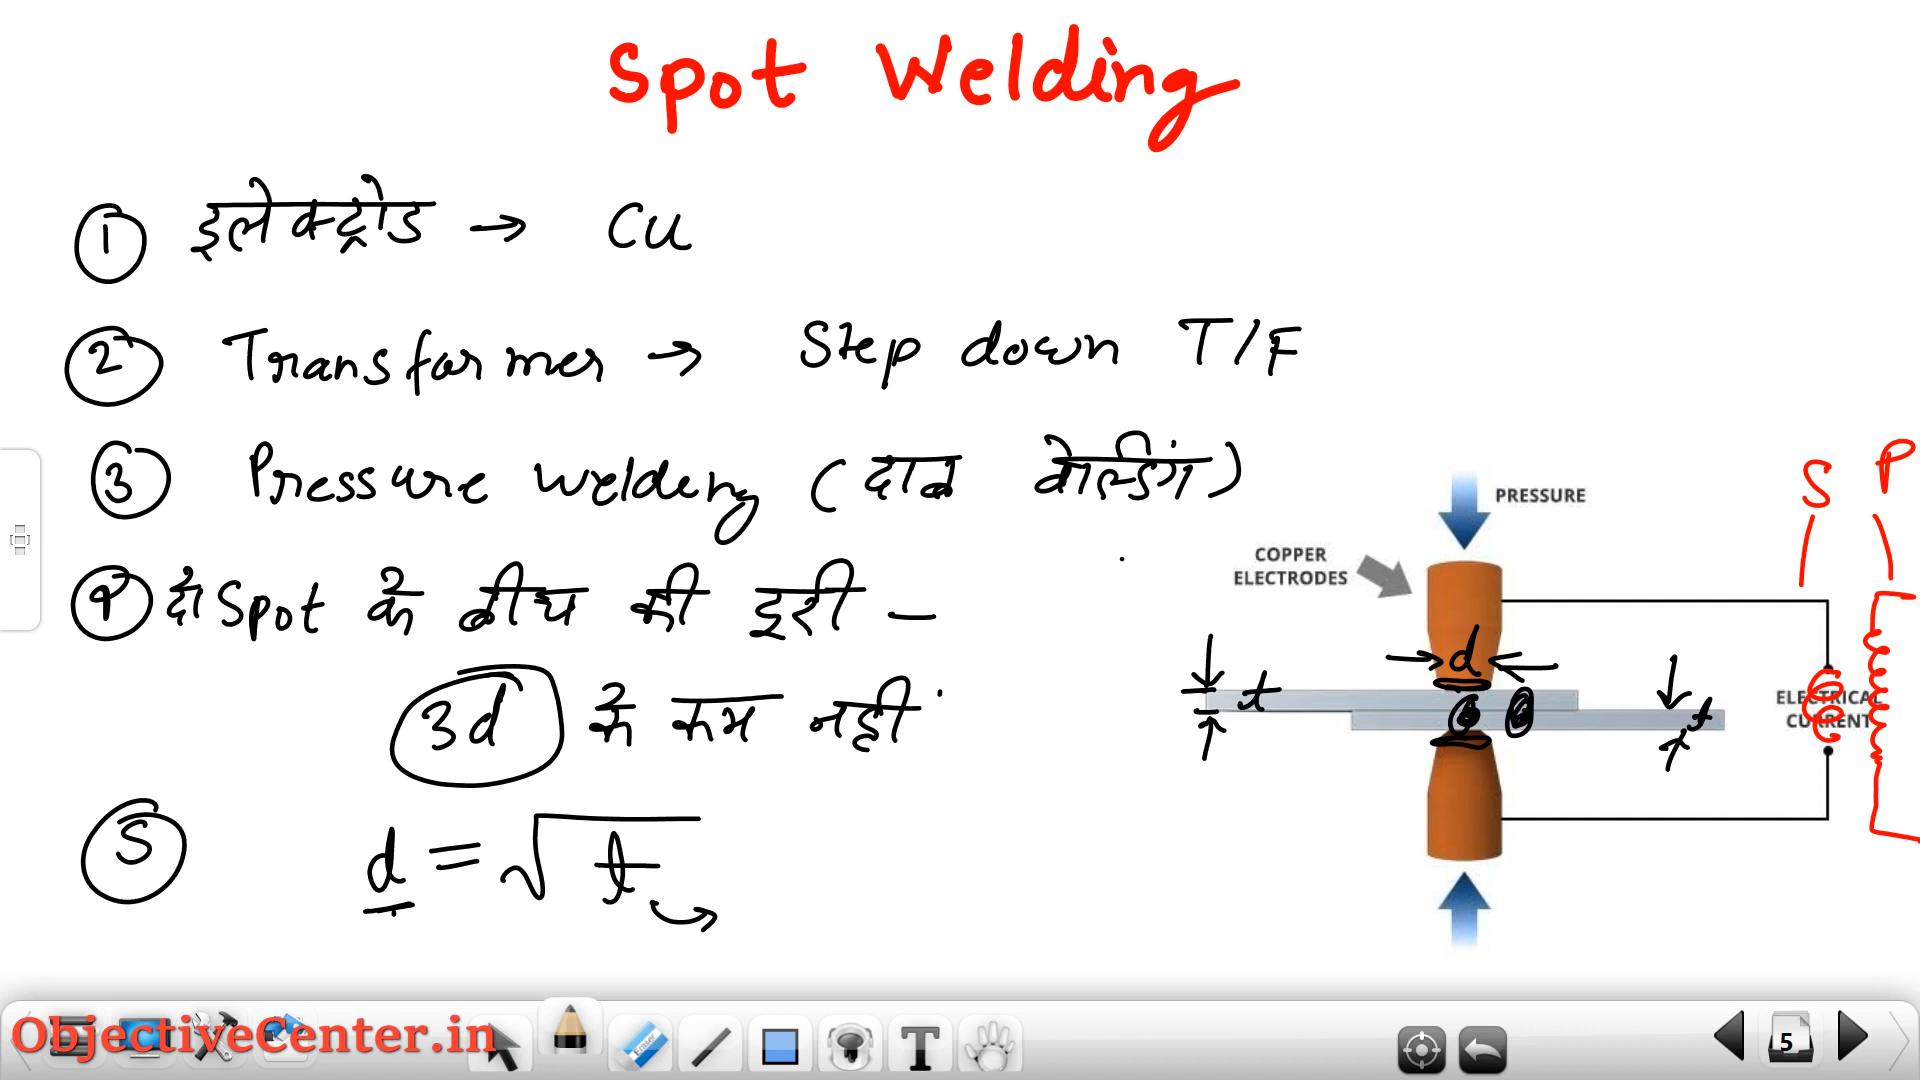 Spot Welding
① इलेक्ट्रोड → Cu
② Transformer → Step down T/F
③ Pressure welding (दाब वेल्डिंग)
④ दो Spot के बीच की दूरी –
3d से कम नहीं
⑤ d = √t
S P
PRESSURE
COPPER
ELECTRODES
d
t
t
ELECTRICAL
CURRENT
ObjectiveCenter.in
Eraser
T
5